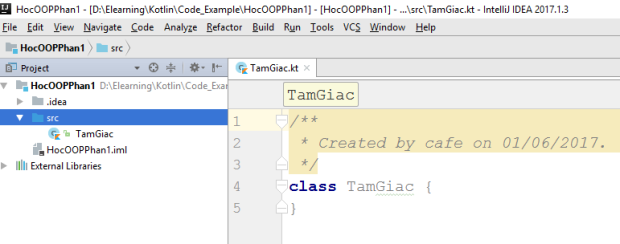 HocOOPPhan1 - [D:\Elearning\Kotlin\Code_Example\HocOOPPhan1] - [HocOOPPhan1] - ...\src\TamGiac.kt - IntelliJ IDEA 2017.1.3
File Edit View Navigate Code Analyze Refactor Build Run Tools VCS Window Help
HocOOPPhan1 src
Project TamGiac.kt
HocOOPPhan1 D:\Elearning\Kotlin\Code_Exam
.idea
src
TamGiac
HocOOPPhan1.iml
External Libraries
TamGiac
1 /**
2 * Created by cafe on 01/06/2017.
3 */
4 class TamGiac {
5 }